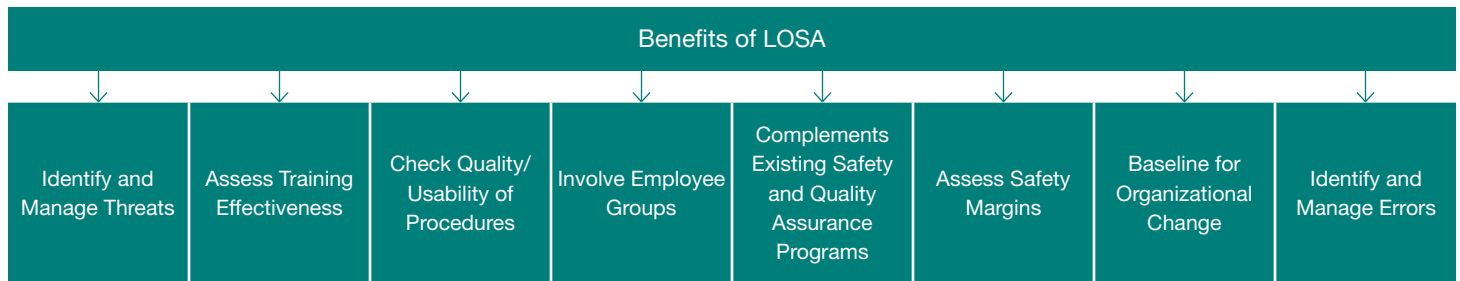 Benefits of LOSA
Identify and
Manage Threats
Assess Training
Effectiveness
Check Quality/
Usability of
Procedures
Involve Employee
Groups
Complements
Existing Safety
and Quality
Assurance
Programs
Assess Safety
Margins
Baseline for
Organizational
Change
Identify and
Manage Errors